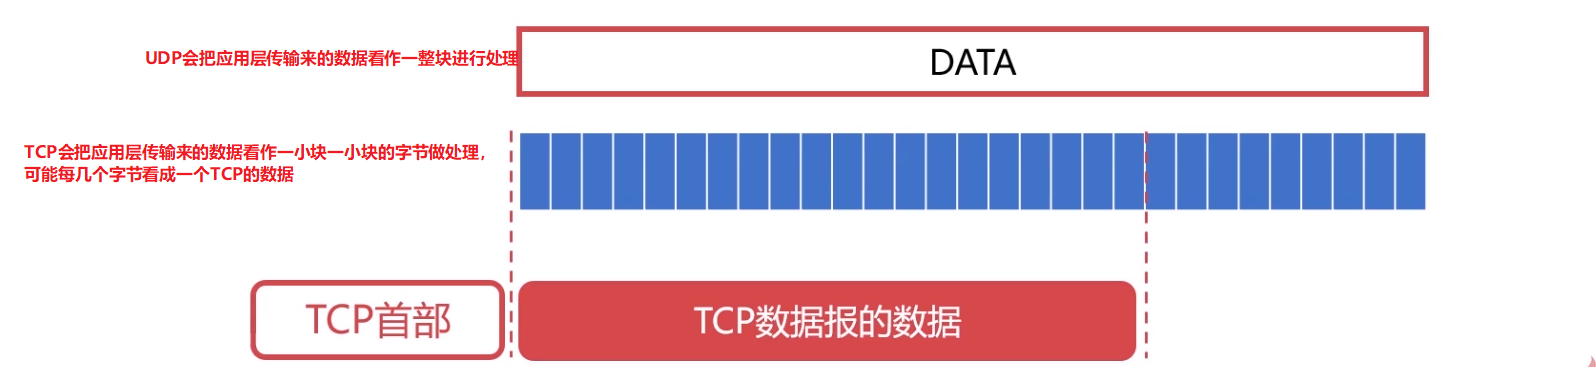 UDP会把应用层传输来的数据看作一整块进行处理
DATA
TCP会把应用层传输来的数据看作一小块一小块的字节做处理，
可能每几个字节看成一个TCP的数据
TCP首部
TCP数据报的数据